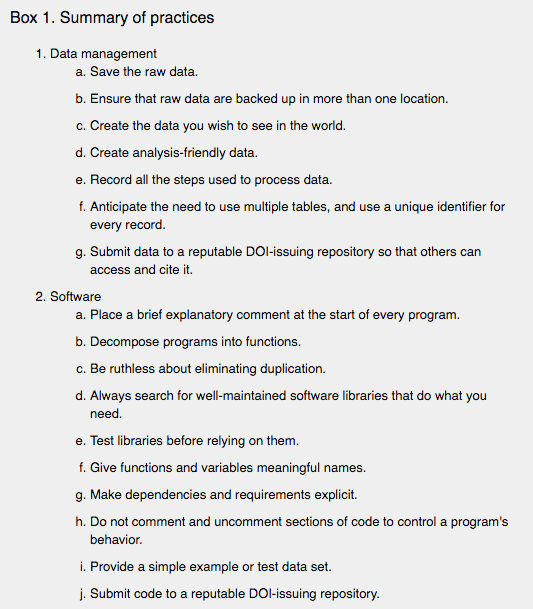 Box 1. Summary of practices
1. Data management
a. Save the raw data.
b. Ensure that raw data are backed up in more than one location.
c. Create the data you wish to see in the world.
d. Create analysis-friendly data.
e. Record all the steps used to process data.
f. Anticipate the need to use multiple tables, and use a unique identifier for
every record.
g. Submit data to a reputable DOI-issuing repository so that others can
access and cite it.
2. Software
a. Place a brief explanatory comment at the start of every program.
b. Decompose programs into functions.
c. Be ruthless about eliminating duplication.
d. Always search for well-maintained software libraries that do what you
need.
e. Test libraries before relying on them.
f. Give functions and variables meaningful names.
g. Make dependencies and requirements explicit.
h. Do not comment and uncomment sections of code to control a program's
behavior.
i. Provide a simple example or test data set.
j. Submit code to a reputable DOI-issuing repository.